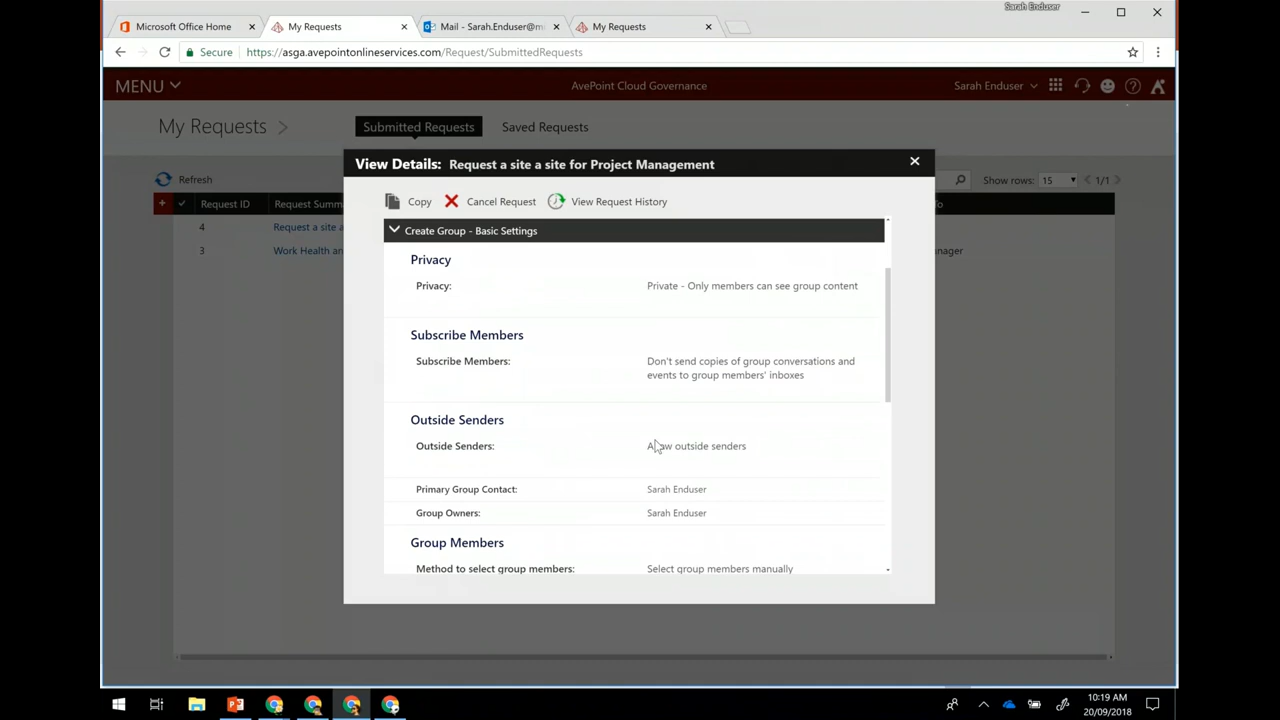 Sarah Enduser
Microsoft Office Home
My Requests
Mail - Sarah.Enduser@m
My Requests
Secure
https://asga.avepointonlineservices.com/Request/SubmittedRequests
MENU
AvePoint Cloud Governance
Sarah Enduser
My Requests
Submitted Requests
Saved Requests
View Details: Request a site a site for Project Management
Refresh
Show rows: 15
1/1
Copy
Cancel Request
View Request History
Request ID
Request Summ
To
4
Request a site a
3
Work Health an
nager
Create Group - Basic Settings
Privacy
Privacy:
Private - Only members can see group content
Subscribe Members
Subscribe Members:
Don't send copies of group conversations and
events to group members' inboxes
Outside Senders
Outside Senders:
Allow outside senders
Primary Group Contact:
Sarah Enduser
Group Owners:
Sarah Enduser
Group Members
Method to select group members:
Select group members manually
10:19 AM
20/09/2018